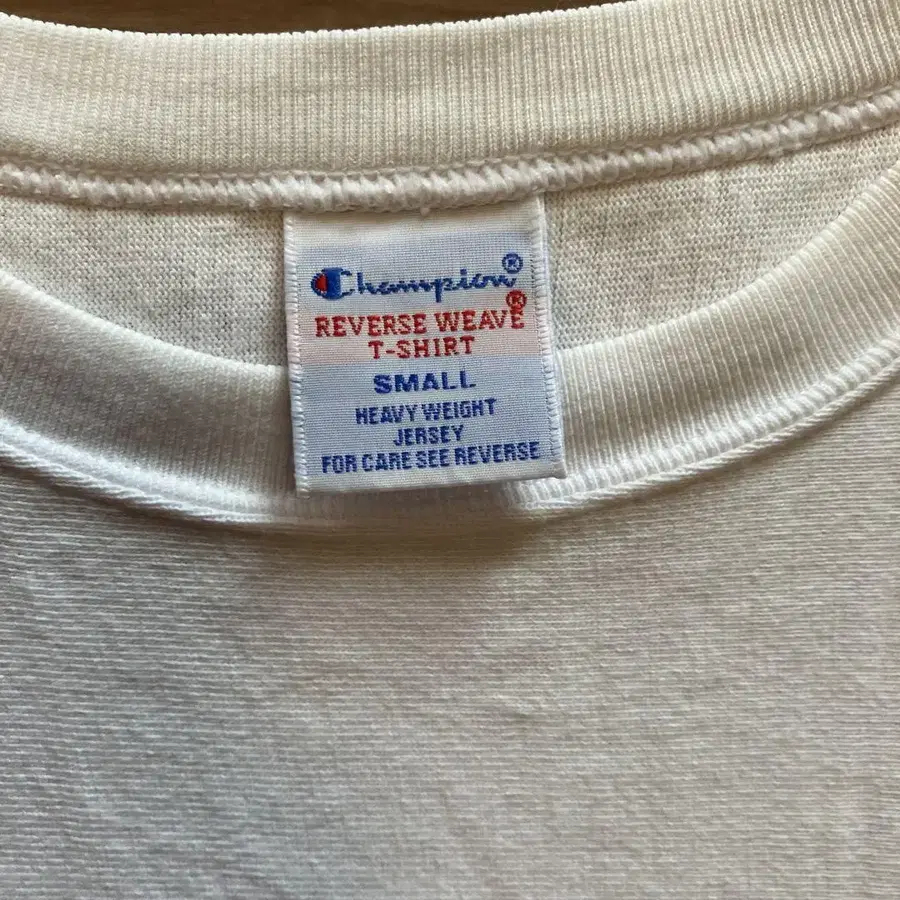 Champion®
REVERSE WEAVE®
T-SHIRT
SMALL
HEAVY WEIGHT
JERSEY
FOR CARE SEE REVERSE